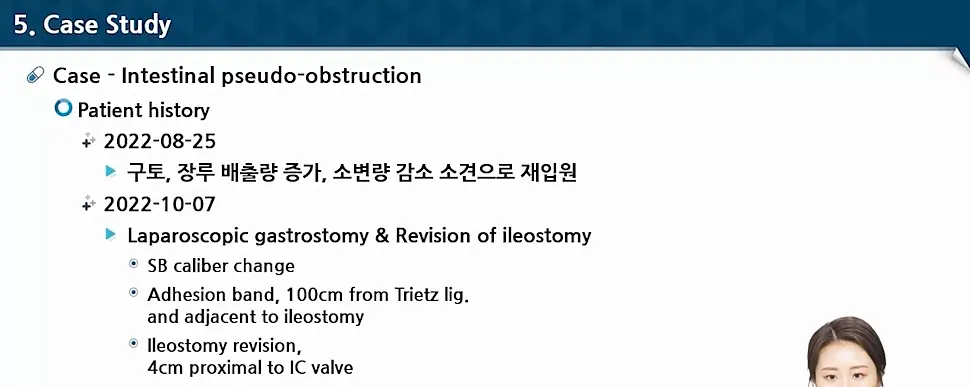 5. Case Study
Case - Intestinal pseudo-obstruction
Patient history
2022-08-25
구토, 장루 배출량 증가, 소변량 감소 소견으로 재입원
2022-10-07
Laparoscopic gastrostomy & Revision of ileostomy
SB caliber change
Adhesion band, 100cm from Trietz lig.
and adjacent to ileostomy
Ileostomy revision,
4cm proximal to IC valve